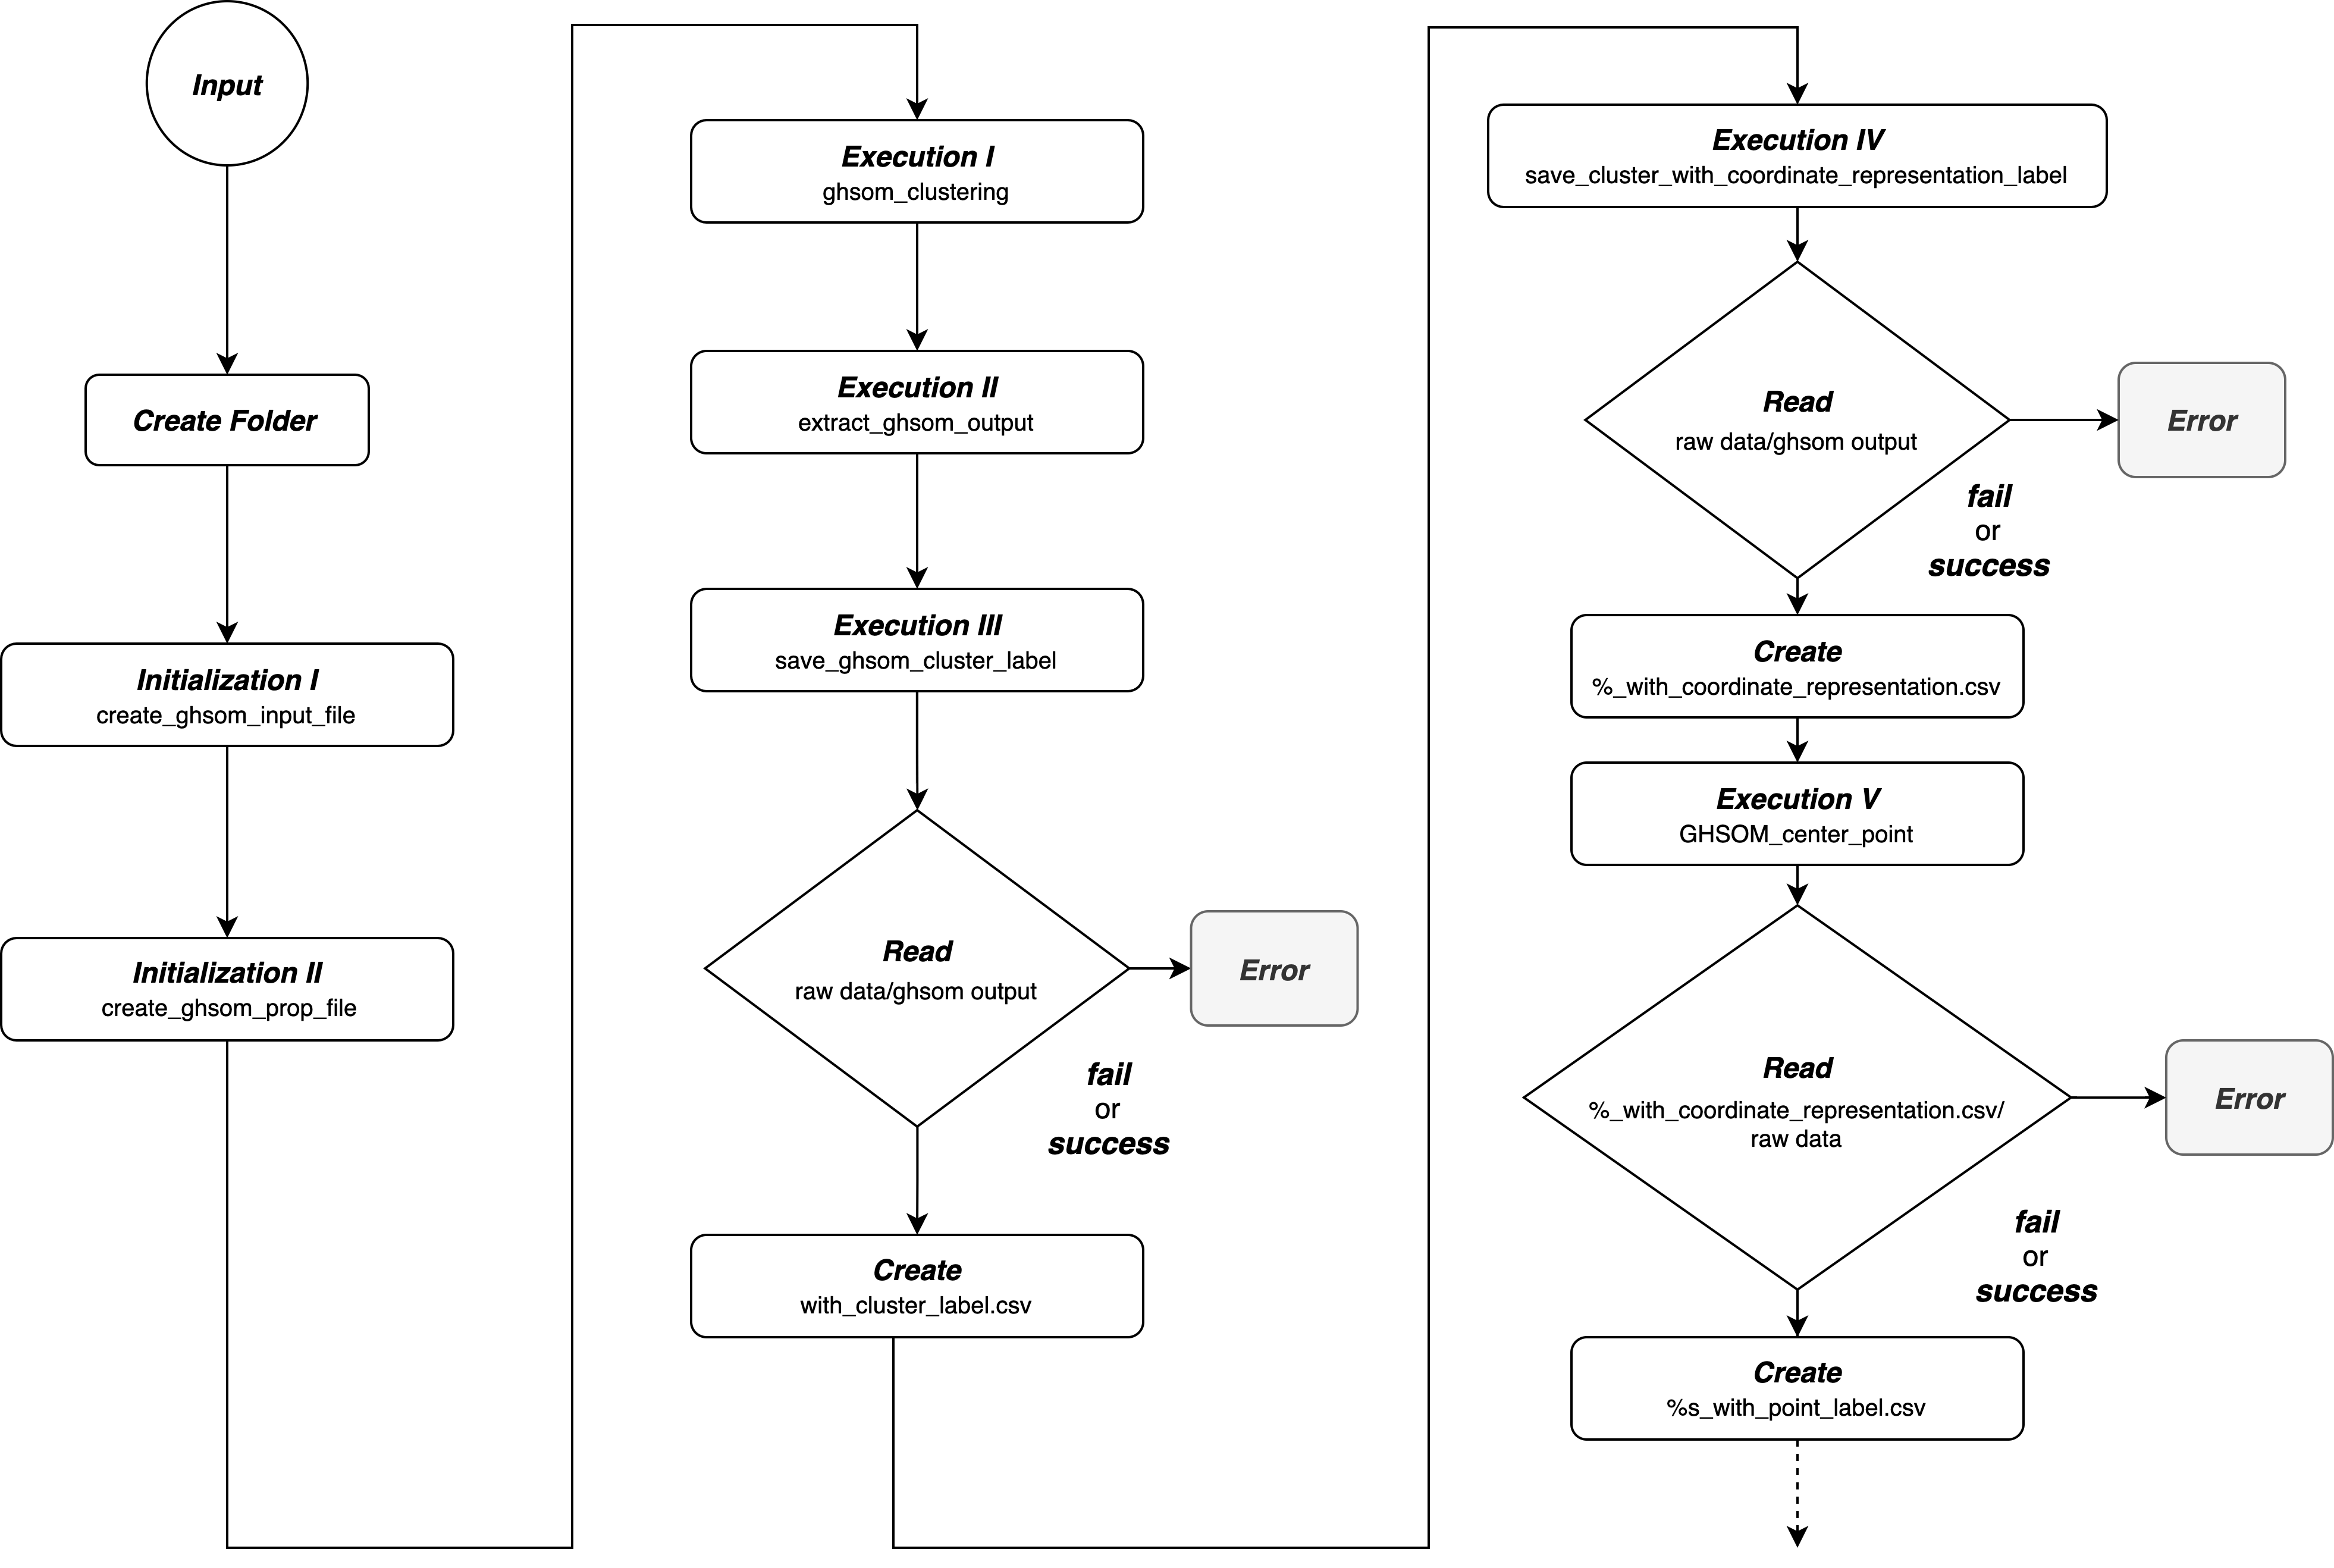 Input
Create Folder
Initialization I
create_ghsom_input_file
Initialization II
create_ghsom_prop_file
Execution I
ghsom_clustering
Execution II
extract_ghsom_output
Execution III
save_ghsom_cluster_label
Read
raw data/ghsom output
Error
fail
or
success
Create
with_cluster_label.csv
Execution IV
save_cluster_with_coordinate_representation_label
Read
raw data/ghsom output
Error
fail
or
success
Create
%_with_coordinate_representation.csv
Execution V
GHSOM_center_point
Read
%_with_coordinate_representation.csv/
raw data
Error
fail
or
success
Create
%s_with_point_label.csv